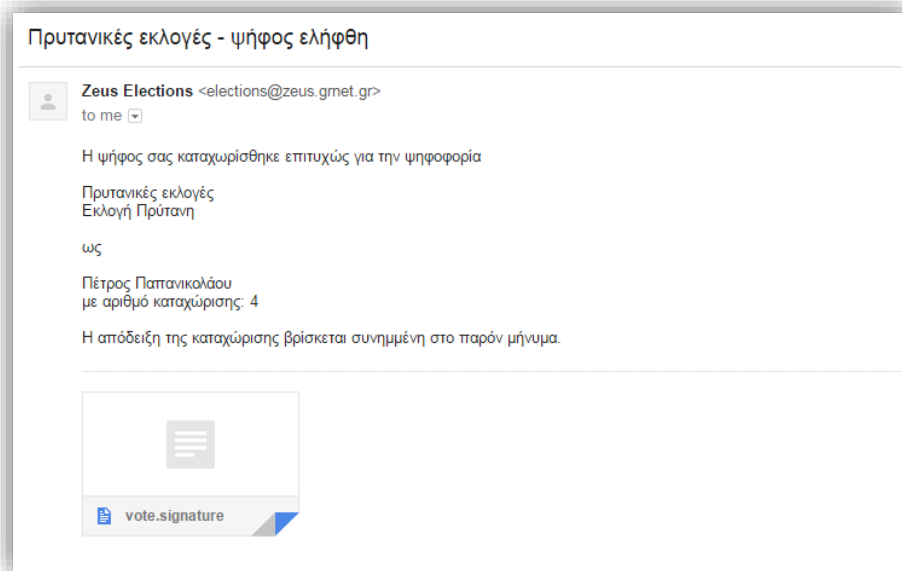 Πρυτανικές εκλογές - ψήφος ελήφθη
Zeus Elections <elections@zeus.grnet.gr>
to me
Η ψήφος σας καταχωρίσθηκε επιτυχώς για την ψηφοφορία
Πρυτανικές εκλογές
Εκλογή Πρύτανη
ως
Πέτρος Παπανικολάου
με αριθμό καταχώρισης: 4
Η απόδειξη της καταχώρισης βρίσκεται συνημμένη στο παρόν μήνυμα.
vote.signature